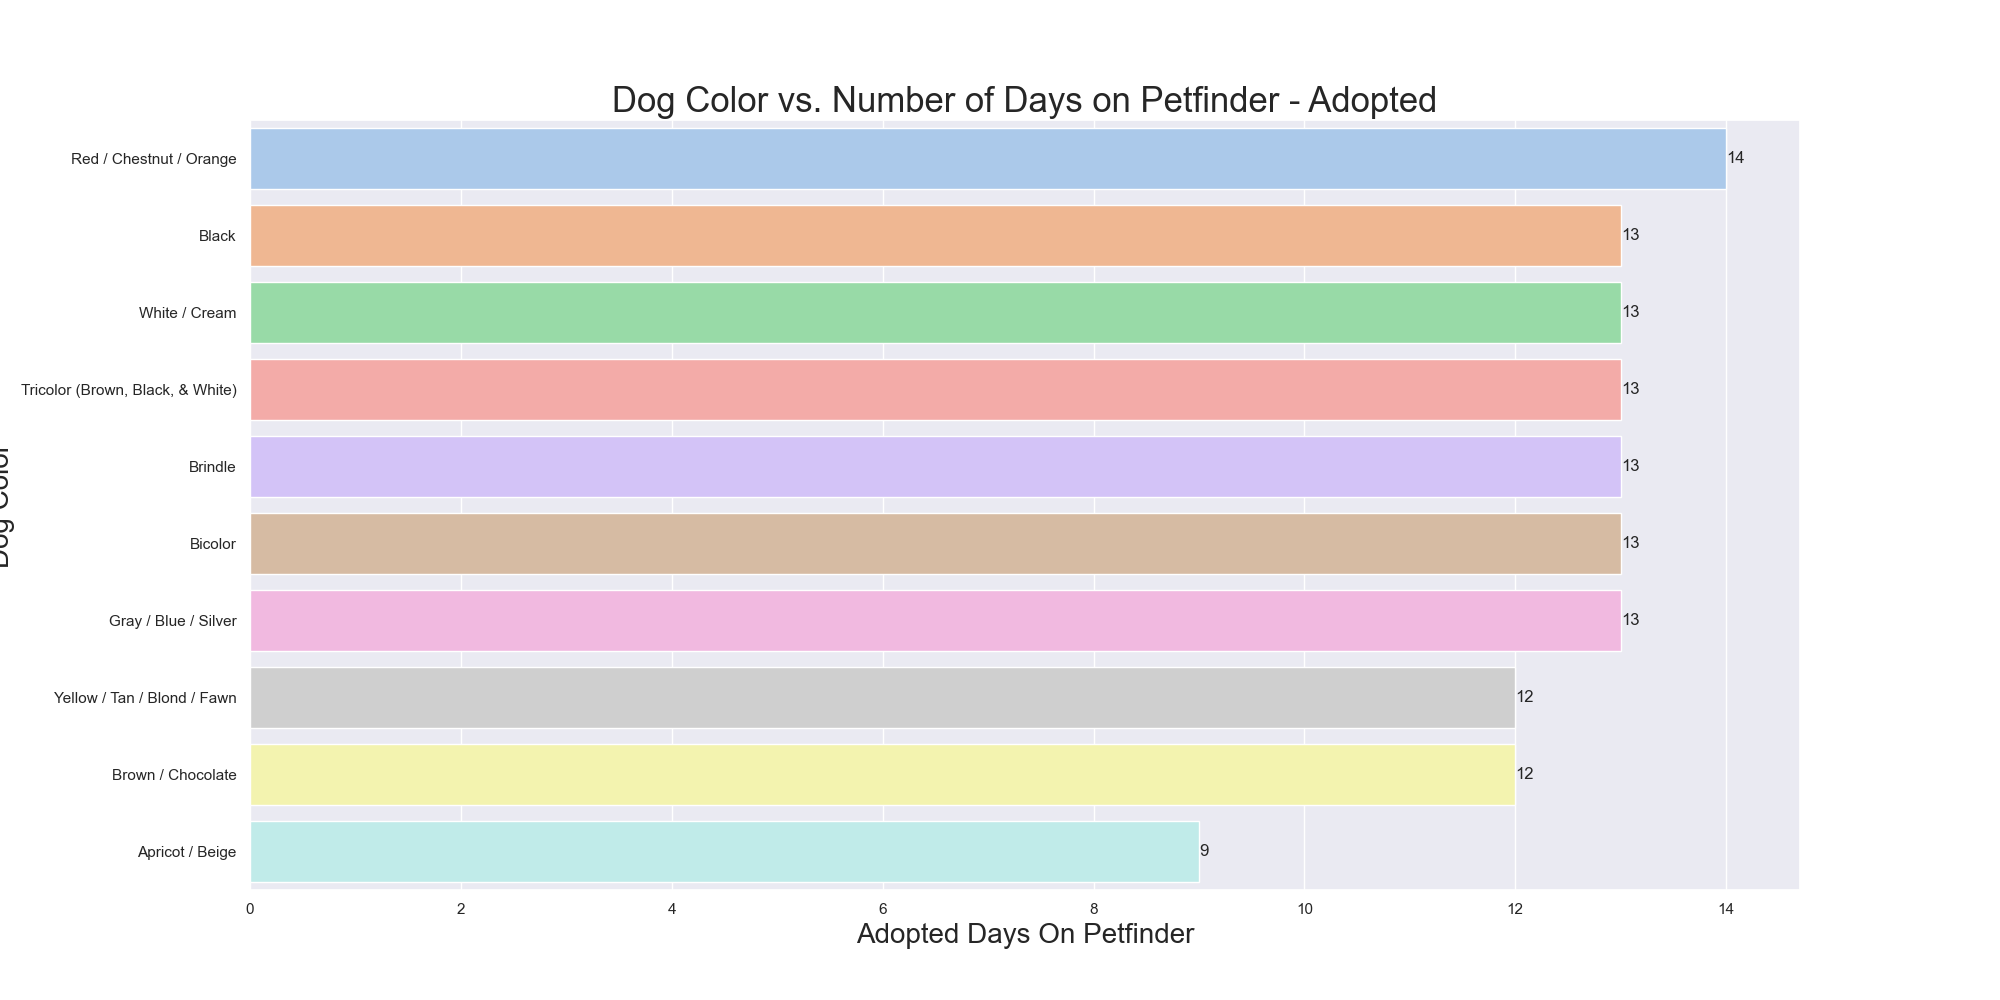 Dog Color vs. Number of Days on Petfinder - Adopted
Red / Chestnut / Orange
14
Black
13
White / Cream
13
Tricolor (Brown, Black, & White)
13
Brindle
13
Bicolor
13
Gray / Blue / Silver
13
Yellow / Tan / Blond / Fawn
12
Brown / Chocolate
12
Apricot / Beige
9
Dog Color
0 2 4 6 8 10 12 14
Adopted Days On Petfinder